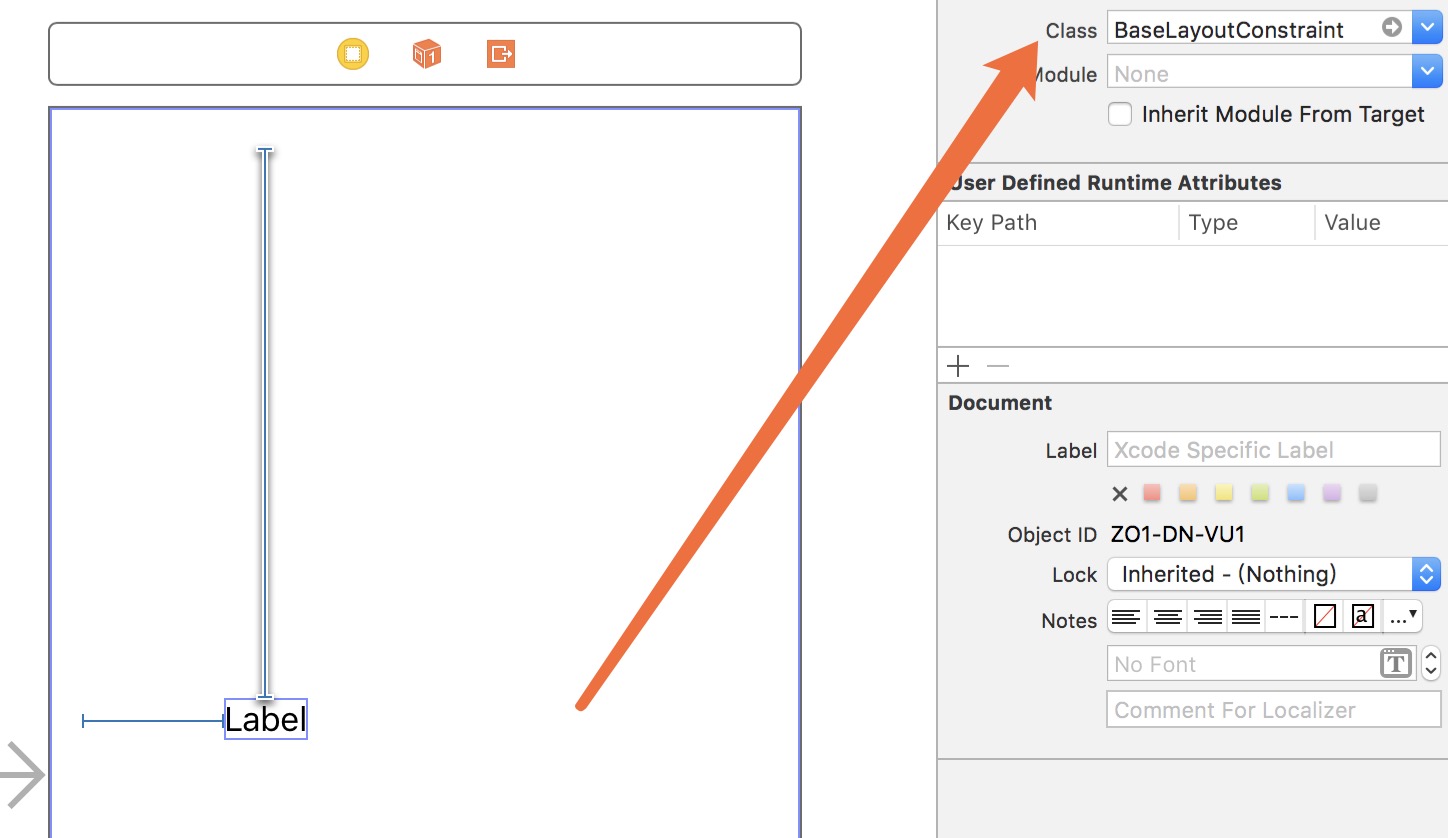 Class BaseLayoutConstraint
Module None
Inherit Module From Target
User Defined Runtime Attributes
Key Path Type Value
Document
Label Xcode Specific Label
Object ID ZO1-DN-VU1
Lock Inherited - (Nothing)
Notes --- a ...
No Font T
Comment For Localizer
1
Label